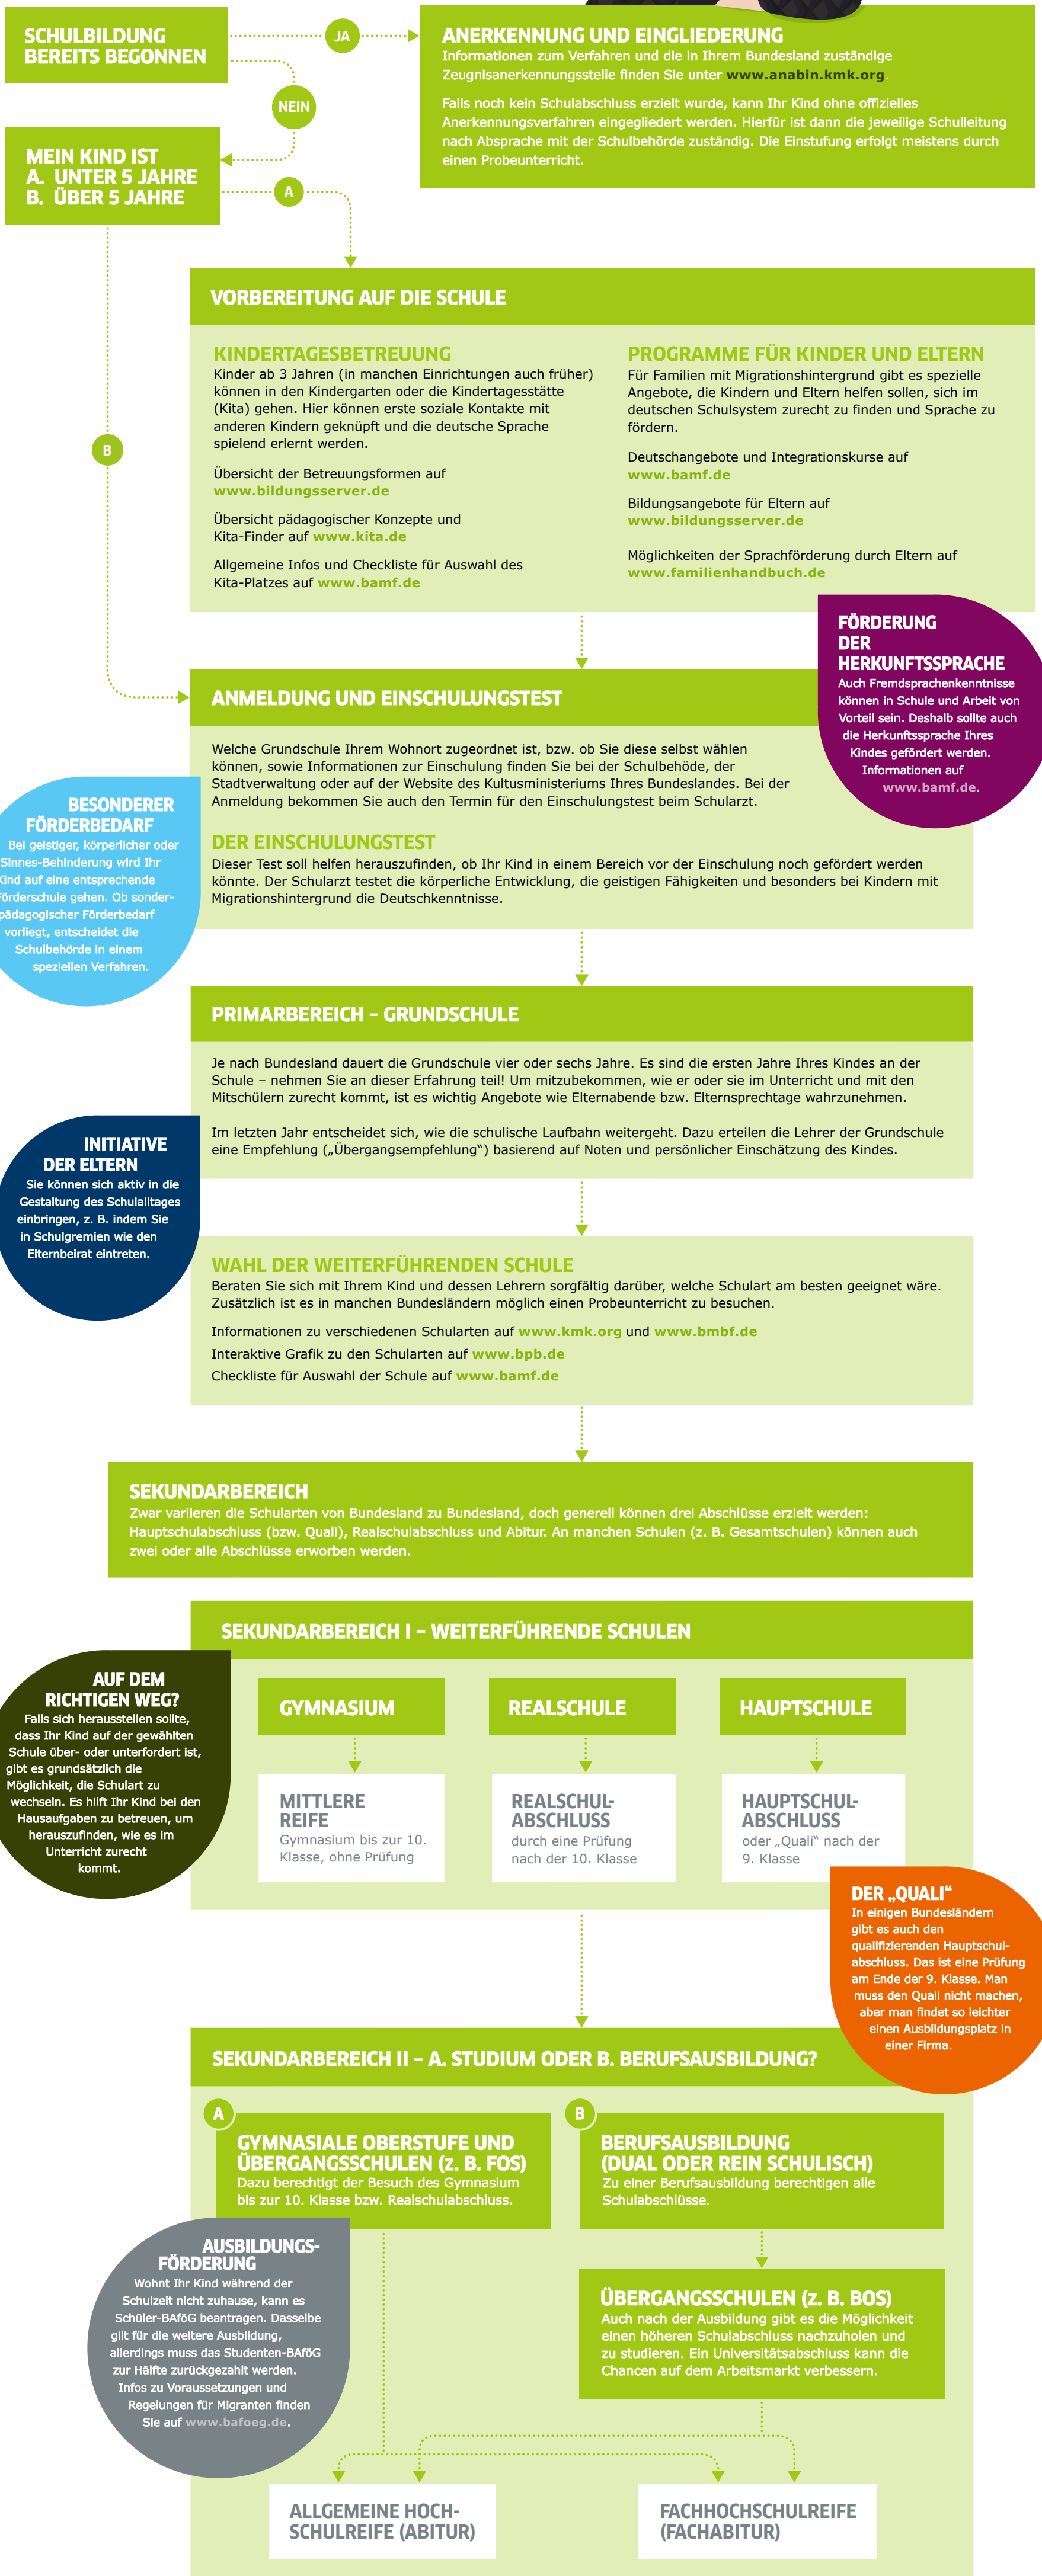 SCHULBILDUNG
BEREITS BEGONNEN
JA
NEIN
ANERKENNUNG UND EINGLIEDERUNG
Informationen zum Verfahren und die in Ihrem Bundesland zuständige
Zeugnisanerkennungsstelle finden Sie unter www.anabin.kmk.org.
Falls noch kein Schulabschluss erzielt wurde, kann Ihr Kind ohne offizielles
Anerkennungsverfahren eingegliedert werden. Hierfür ist dann die jeweilige Schulleitung
nach Absprache mit der Schulbehörde zuständig. Die Einstufung erfolgt meistens durch
einen Probeunterricht.
MEIN KIND IST
A. UNTER 5 JAHRE
B. ÜBER 5 JAHRE
A
B
VORBEREITUNG AUF DIE SCHULE
KINDERTAGESBETREUUNG
Kinder ab 3 Jahren (in manchen Einrichtungen auch früher)
können in den Kindergarten oder die Kindertagesstätte
(Kita) gehen. Hier können erste soziale Kontakte mit
anderen Kindern geknüpft und die deutsche Sprache
spielend erlernt werden.
Übersicht der Betreuungsformen auf
www.bildungsserver.de
Übersicht pädagogischer Konzepte und
Kita-Finder auf www.kita.de
Allgemeine Infos und Checkliste für Auswahl des
Kita-Platzes auf www.bamf.de
PROGRAMME FÜR KINDER UND ELTERN
Für Familien mit Migrationshintergrund gibt es spezielle
Angebote, die Kindern und Eltern helfen sollen, sich im
deutschen Schulsystem zurecht zu finden und Sprache zu
fördern.
Deutschangebote und Integrationskurse auf
www.bamf.de
Bildungsangebote für Eltern auf
www.bildungsserver.de
Möglichkeiten der Sprachförderung durch Eltern auf
www.familienhandbuch.de
FÖRDERUNG
DER
HERKUNFTSSPRACHE
Auch Fremdsprachenkenntnisse
können in Schule und Arbeit von
Vorteil sein. Deshalb sollte auch
die Herkunftssprache Ihres
Kindes gefördert werden.
Informationen auf
www.bamf.de.
ANMELDUNG UND EINSCHULUNGSTEST
Welche Grundschule Ihrem Wohnort zugeordnet ist, bzw. ob Sie diese selbst wählen
können, sowie Informationen zur Einschulung finden Sie bei der Schulbehöde, der
Stadtverwaltung oder auf der Website des Kultusministeriums Ihres Bundeslandes. Bei der
Anmeldung bekommen Sie auch den Termin für den Einschulungstest beim Schularzt.
DER EINSCHULUNGSTEST
Dieser Test soll helfen herauszufinden, ob Ihr Kind in einem Bereich vor der Einschulung noch gefördert werden
könnte. Der Schularzt testet die körperliche Entwicklung, die geistigen Fähigkeiten und besonders bei Kindern mit
Migrationshintergrund die Deutschkenntnisse.
BESONDERER
FÖRDERBEDARF
Bei geistiger, körperlicher oder
Sinnes-Behinderung wird Ihr
Kind auf eine entsprechende
Förderschule gehen. Ob sonder-
pädagogischer Förderbedarf
vorliegt, entscheidet die
Schulbehörde in einem
speziellen Verfahren.
PRIMARBEREICH – GRUNDSCHULE
Je nach Bundesland dauert die Grundschule vier oder sechs Jahre. Es sind die ersten Jahre Ihres Kindes an der
Schule – nehmen Sie an dieser Erfahrung teil! Um mitzubekommen, wie er oder sie im Unterricht und mit den
Mitschülern zurecht kommt, ist es wichtig Angebote wie Elternabende bzw. Elternsprechtage wahrzunehmen.
Im letzten Jahr entscheidet sich, wie die schulische Laufbahn weitergeht. Dazu erteilen die Lehrer der Grundschule
eine Empfehlung („Übergangsempfehlung“) basierend auf Noten und persönlicher Einschätzung des Kindes.
INITIATIVE
DER ELTERN
Sie können sich aktiv in die
Gestaltung des Schulalltages
einbringen, z. B. indem Sie
in Schulgremien wie den
Elternbeirat eintreten.
WAHL DER WEITERFÜHRENDEN SCHULE
Beraten Sie sich mit Ihrem Kind und dessen Lehrern sorgfältig darüber, welche Schulart am besten geeignet wäre.
Zusätzlich ist es in manchen Bundesländern möglich einen Probeunterricht zu besuchen.
Informationen zu verschiedenen Schularten auf www.kmk.org und www.bmbf.de
Interaktive Grafik zu den Schularten auf www.bpb.de
Checkliste für Auswahl der Schule auf www.bamf.de
SEKUNDARBEREICH
Zwar variieren die Schularten von Bundesland zu Bundesland, doch generell können drei Abschlüsse erzielt werden:
Hauptschulabschluss (bzw. Quali), Realschulabschluss und Abitur. An manchen Schulen (z. B. Gesamtschulen) können auch
zwei oder alle Abschlüsse erworben werden.
SEKUNDARBEREICH I – WEITERFÜHRENDE SCHULEN
AUF DEM
RICHTIGEN WEG?
Falls sich herausstellen sollte,
dass Ihr Kind auf der gewählten
Schule über- oder unterfordert ist,
gibt es grundsätzlich die
Möglichkeit, die Schulart zu
wechseln. Es hilft Ihr Kind bei den
Hausaufgaben zu betreuen, um
herauszufinden, wie es im
Unterricht zurecht
kommt.
GYMNASIUM
MITTLERE
REIFE
Gymnasium bis zur 10.
Klasse, ohne Prüfung
REALSCHULE
REALSCHUL-
ABSCHLUSS
durch eine Prüfung
nach der 10. Klasse
HAUPTSCHULE
HAUPTSCHUL-
ABSCHLUSS
oder „Quali“ nach der
9. Klasse
DER „QUALI“
In einigen Bundesländern
gibt es auch den
qualifizierenden Hauptschul-
abschluss. Das ist eine Prüfung
am Ende der 9. Klasse. Man
muss den Quali nicht machen,
aber man findet so leichter
einen Ausbildungsplatz in
einer Firma.
SEKUNDARBEREICH II – A. STUDIUM ODER B. BERUFSAUSBILDUNG?
A
GYMNASIALE OBERSTUFE UND
ÜBERGANGSSCHULEN (z. B. FOS)
Dazu berechtigt der Besuch des Gymnasium
bis zur 10. Klasse bzw. Realschulabschluss.
B
BERUFSAUSBILDUNG
(DUAL ODER REIN SCHULISCH)
Zu einer Berufsausbildung berechtigen alle
Schulabschlüsse.
AUSBILDUNGS-
FÖRDERUNG
Wohnt Ihr Kind während der
Schulzeit nicht zuhause, kann es
Schüler-BAföG beantragen. Dasselbe
gilt für die weitere Ausbildung,
allerdings muss das Studenten-BAföG
zur Hälfte zurückgezahlt werden.
Infos zu Voraussetzungen und
Regelungen für Migranten finden
Sie auf www.bafoeg.de.
ÜBERGANGSSCHULEN (z. B. BOS)
Auch nach der Ausbildung gibt es die Möglichkeit
einen höheren Schulabschluss nachzuholen und
zu studieren. Ein Universitätsabschluss kann die
Chancen auf dem Arbeitsmarkt verbessern.
ALLGEMEINE HOCH-
SCHULREIFE (ABITUR)
FACHHOCHSCHULREIFE
(FACHABITUR)